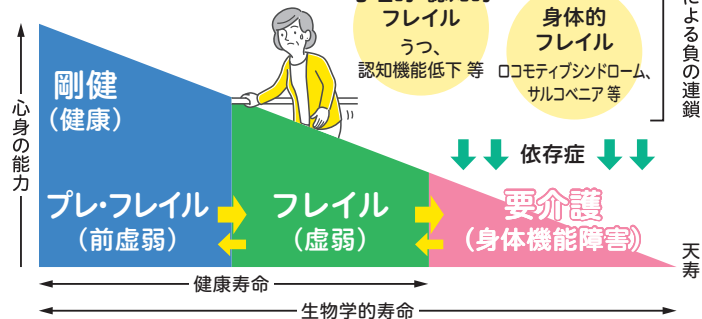 フレイル
うつ、
認知機能低下 等
身体的
フレイル
ロコモティブシンドローム、
サルコペニア 等
による負の連鎖
心身の能力
剛健
（健康）
依存症
プレ・フレイル
（前虚弱）
フレイル
（虚弱）
要介護
（身体機能障害）
天寿
健康寿命
生物学的寿命